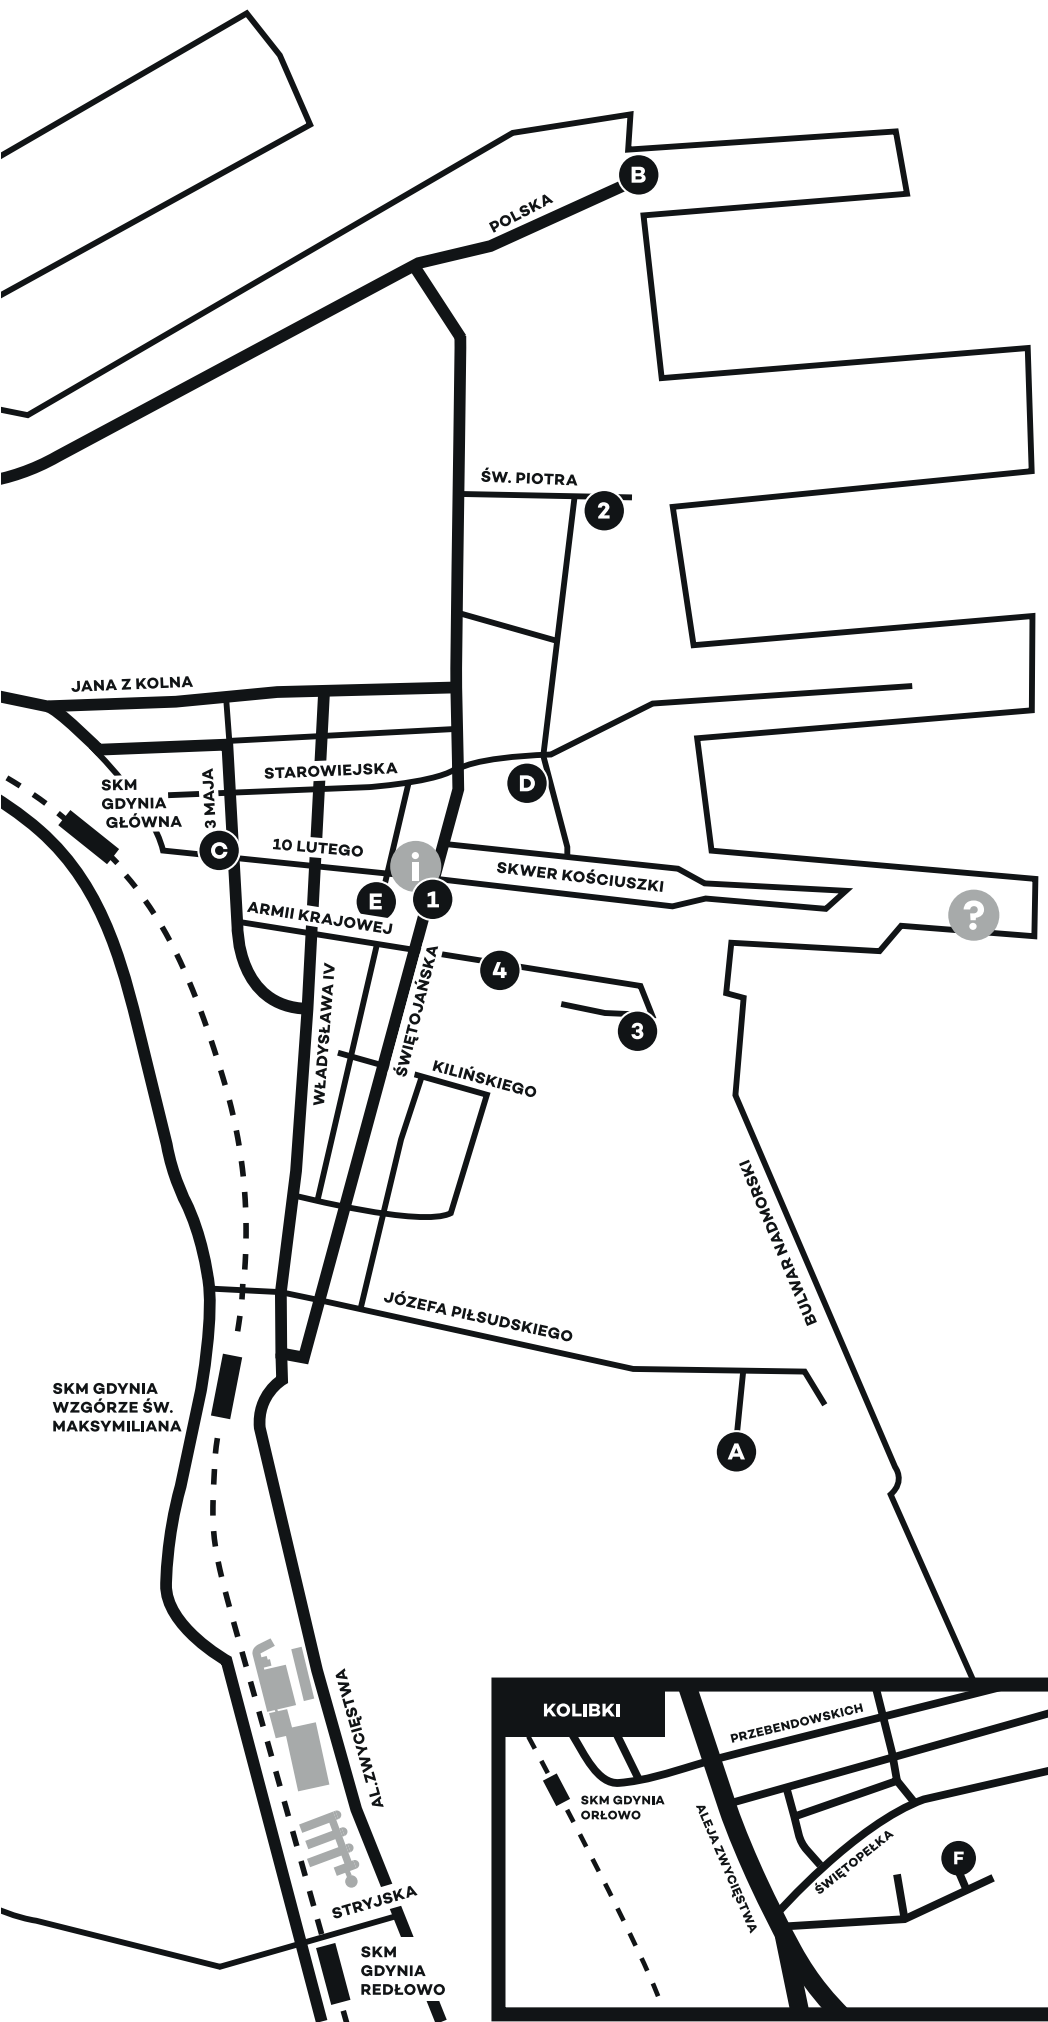 B
POLSKA
ŚW. PIOTRA
2
JANA Z KOLNA
STAROWIEJSKA
D
SKM
GDYNIA
GŁÓWNA
3 MAJA
C
10 LUTEGO
i
SKWER KOŚCIUSZKI
E
1
?
ARMII KRAJOWEJ
4
3
WŁADYSŁAWA IV
ŚWIĘTOJAŃSKA
KILIŃSKIEGO
BULWAR NADMORSKI
JÓZEFA PIŁSUDSKIEGO
SKM GDYNIA
WZGÓRZE ŚW.
MAKSYMILIANA
A
AL.ZWYCIĘSTWA
STRYJSKA
SKM
GDYNIA
REDŁOWO
KOLIBKI
PRZEBENDOWSKICH
SKM GDYNIA
ORŁOWO
ALEJA ZWYCIĘSTWA
ŚWIĘTOPEŁKA
F